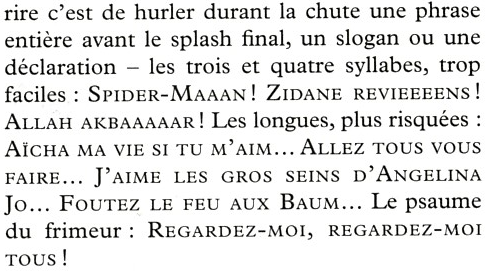 rire c’est de hurler durant la chute une phrase
entière avant le splash final, un slogan ou une
déclaration – les trois et quatre syllabes, trop
faciles : SPIDER-MAAAN ! ZIDANE REVIEEEENS !
ALLAH AKBAAAAAR ! Les longues, plus risquées :
AÏCHA MA VIE SI TU M’AIM… ALLEZ TOUS VOUS
FAIRE… J’AIME LES GROS SEINS D’ANGELINA
JO… FOUTEZ LE FEU AUX BAUM… Le psaume
du frimeur : REGARDEZ-MOI, REGARDEZ-MOI
TOUS !